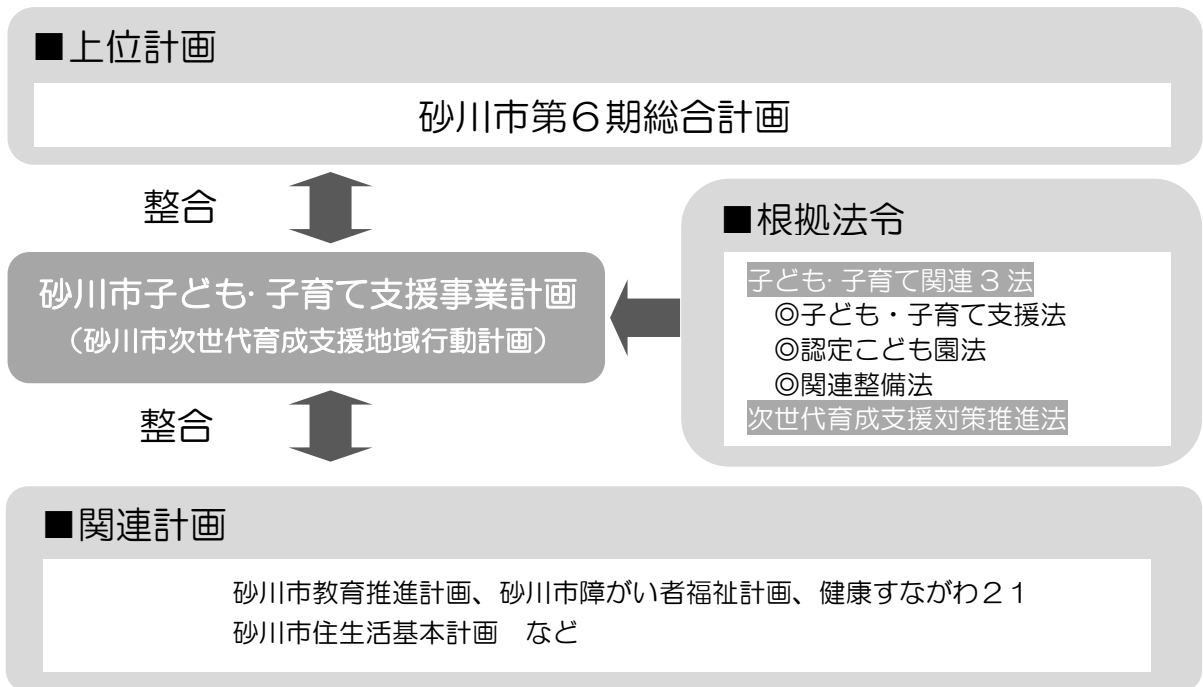 ■上位計画
砂川市第６期総合計画
整合
■根拠法令
子ども・子育て関連３法
◎子ども・子育て支援法
◎認定こども園法
◎関連整備法
次世代育成支援対策推進法
砂川市子ども・子育て支援事業計画
（砂川市次世代育成支援地域行動計画）
整合
■関連計画
砂川市教育推進計画、砂川市障がい者福祉計画、健康すながわ２１
砂川市住生活基本計画　など